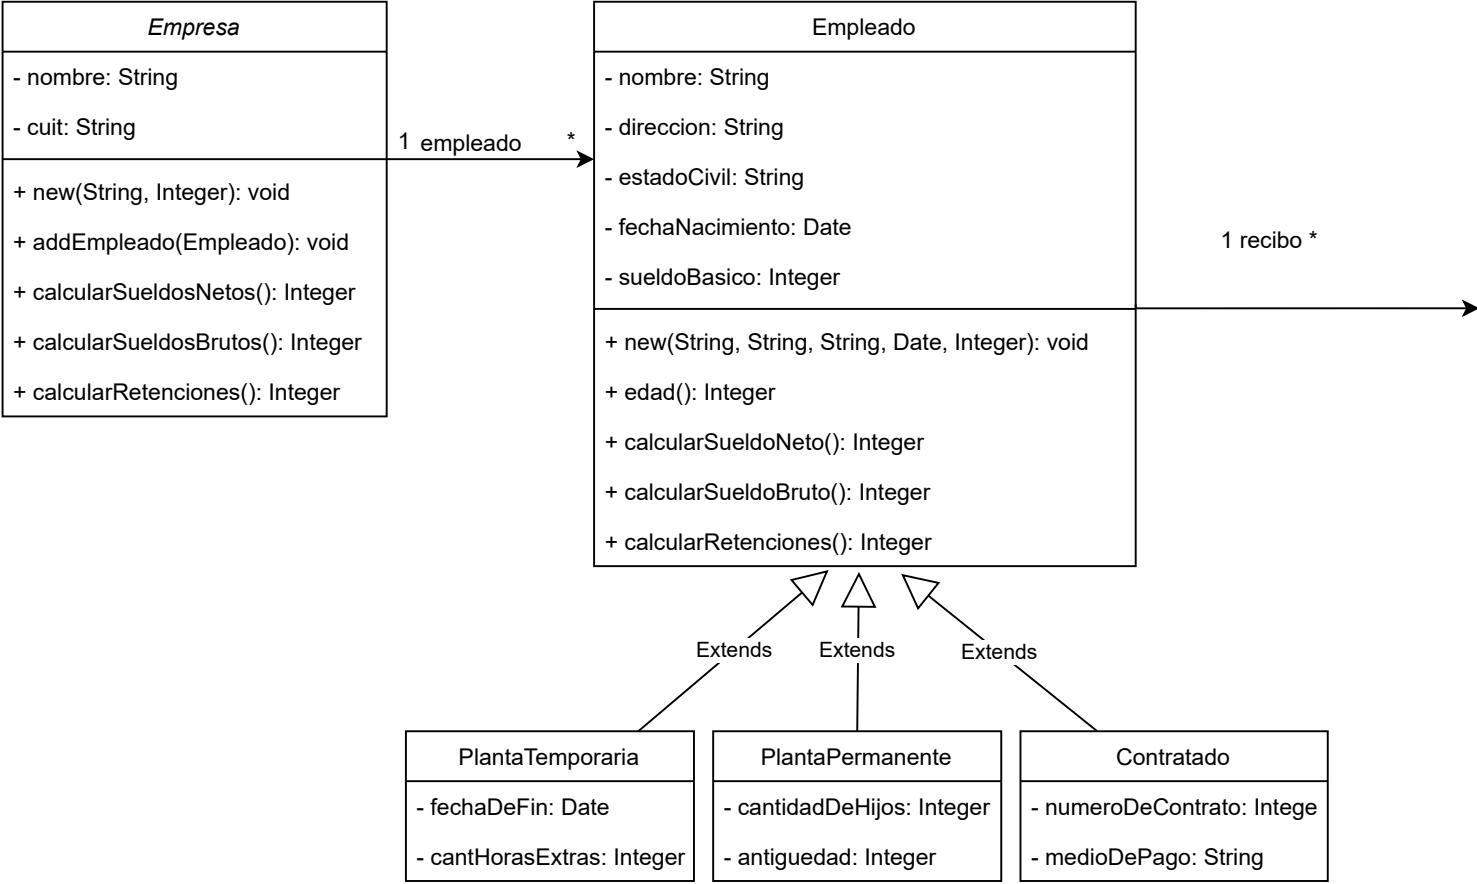 Empresa
- nombre: String
- cuit: String
+ new(String, Integer): void
+ addEmpleado(Empleado): void
+ calcularSueldosNetos(): Integer
+ calcularSueldosBrutos(): Integer
+ calcularRetenciones(): Integer
1 empleado *
Empleado
- nombre: String
- direccion: String
- estadoCivil: String
- fechaNacimiento: Date
- sueldoBasico: Integer
+ new(String, String, String, Date, Integer): void
+ edad(): Integer
+ calcularSueldoNeto(): Integer
+ calcularSueldoBruto(): Integer
+ calcularRetenciones(): Integer
1 recibo *
Extends
Extends
Extends
PlantaTemporaria
- fechaDeFin: Date
- cantHorasExtras: Integer
PlantaPermanente
- cantidadDeHijos: Integer
- antiguedad: Integer
Contratado
- numeroDeContrato: Intege
- medioDePago: String